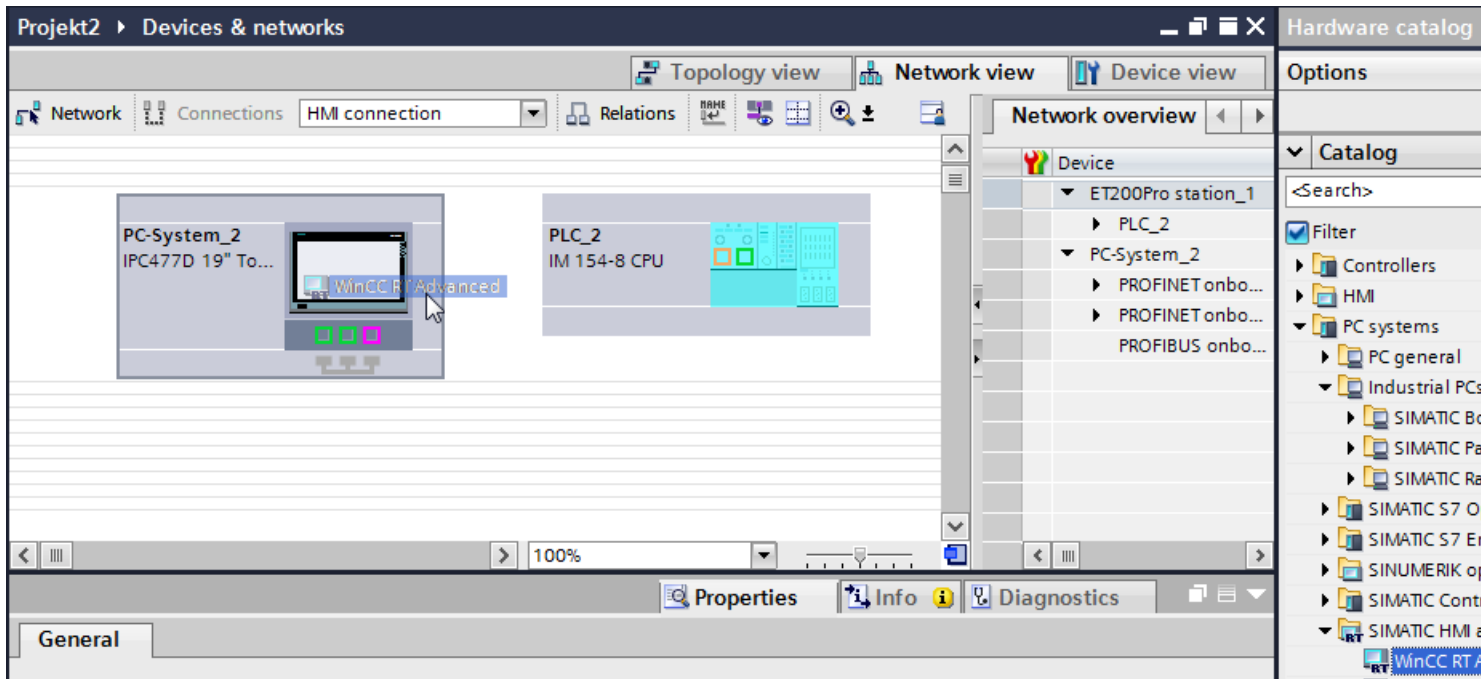 Projekt2 ▸ Devices & networks
Hardware catalog
Topology view Network view Device view
Options
Network Connections HMI connection Relations NAME
Network overview
Catalog
Device
<Search>
ET200Pro station_1
PLC_2
PC-System_2
PROFINET onbo...
PROFINET onbo...
PROFIBUS onbo...
PC-System_2
IPC477D 19" To...
WinCC RT Advanced
PLC_2
IM 154-8 CPU
Filter
Controllers
HMI
PC systems
PC general
Industrial PCs
SIMATIC Bo
SIMATIC Pa
SIMATIC Ra
SIMATIC S7 O
SIMATIC S7 Er
SINUMERIK op
SIMATIC Contr
SIMATIC HMI a
WinCC RT A
100%
Properties Info Diagnostics
General